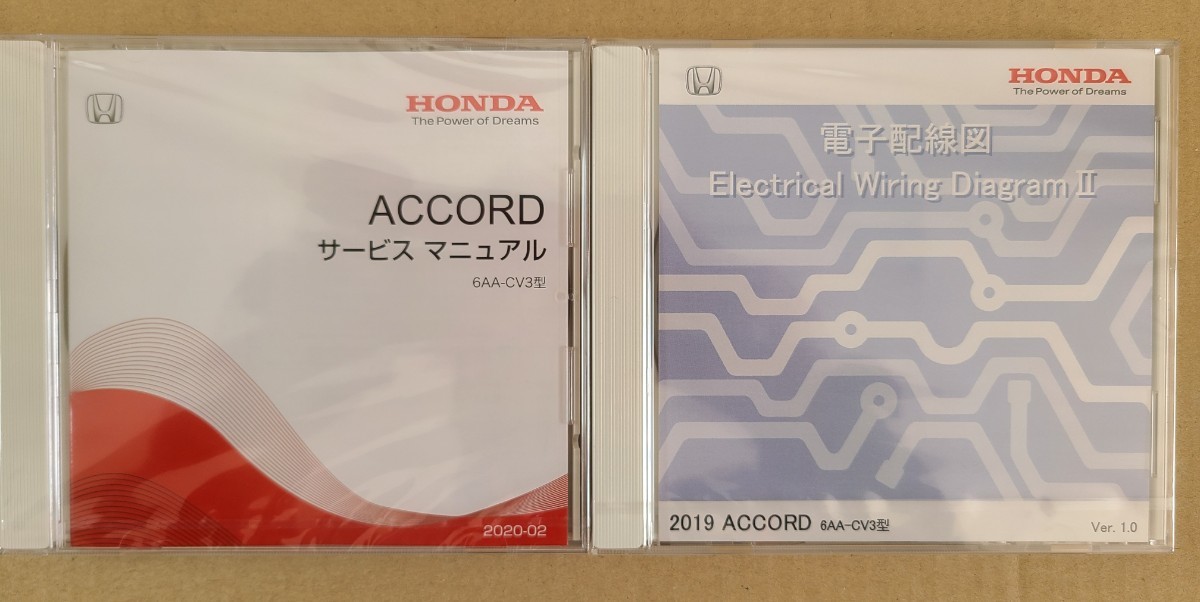 HONDA
The Power of Dreams
ACCORD
サービス マニュアル
6AA-CV3型
2020-02
HONDA
The Power of Dreams
電子配線図
Electrical Wiring Diagram Ⅱ
2019 ACCORD 6AA-CV3型
Ver. 1.0